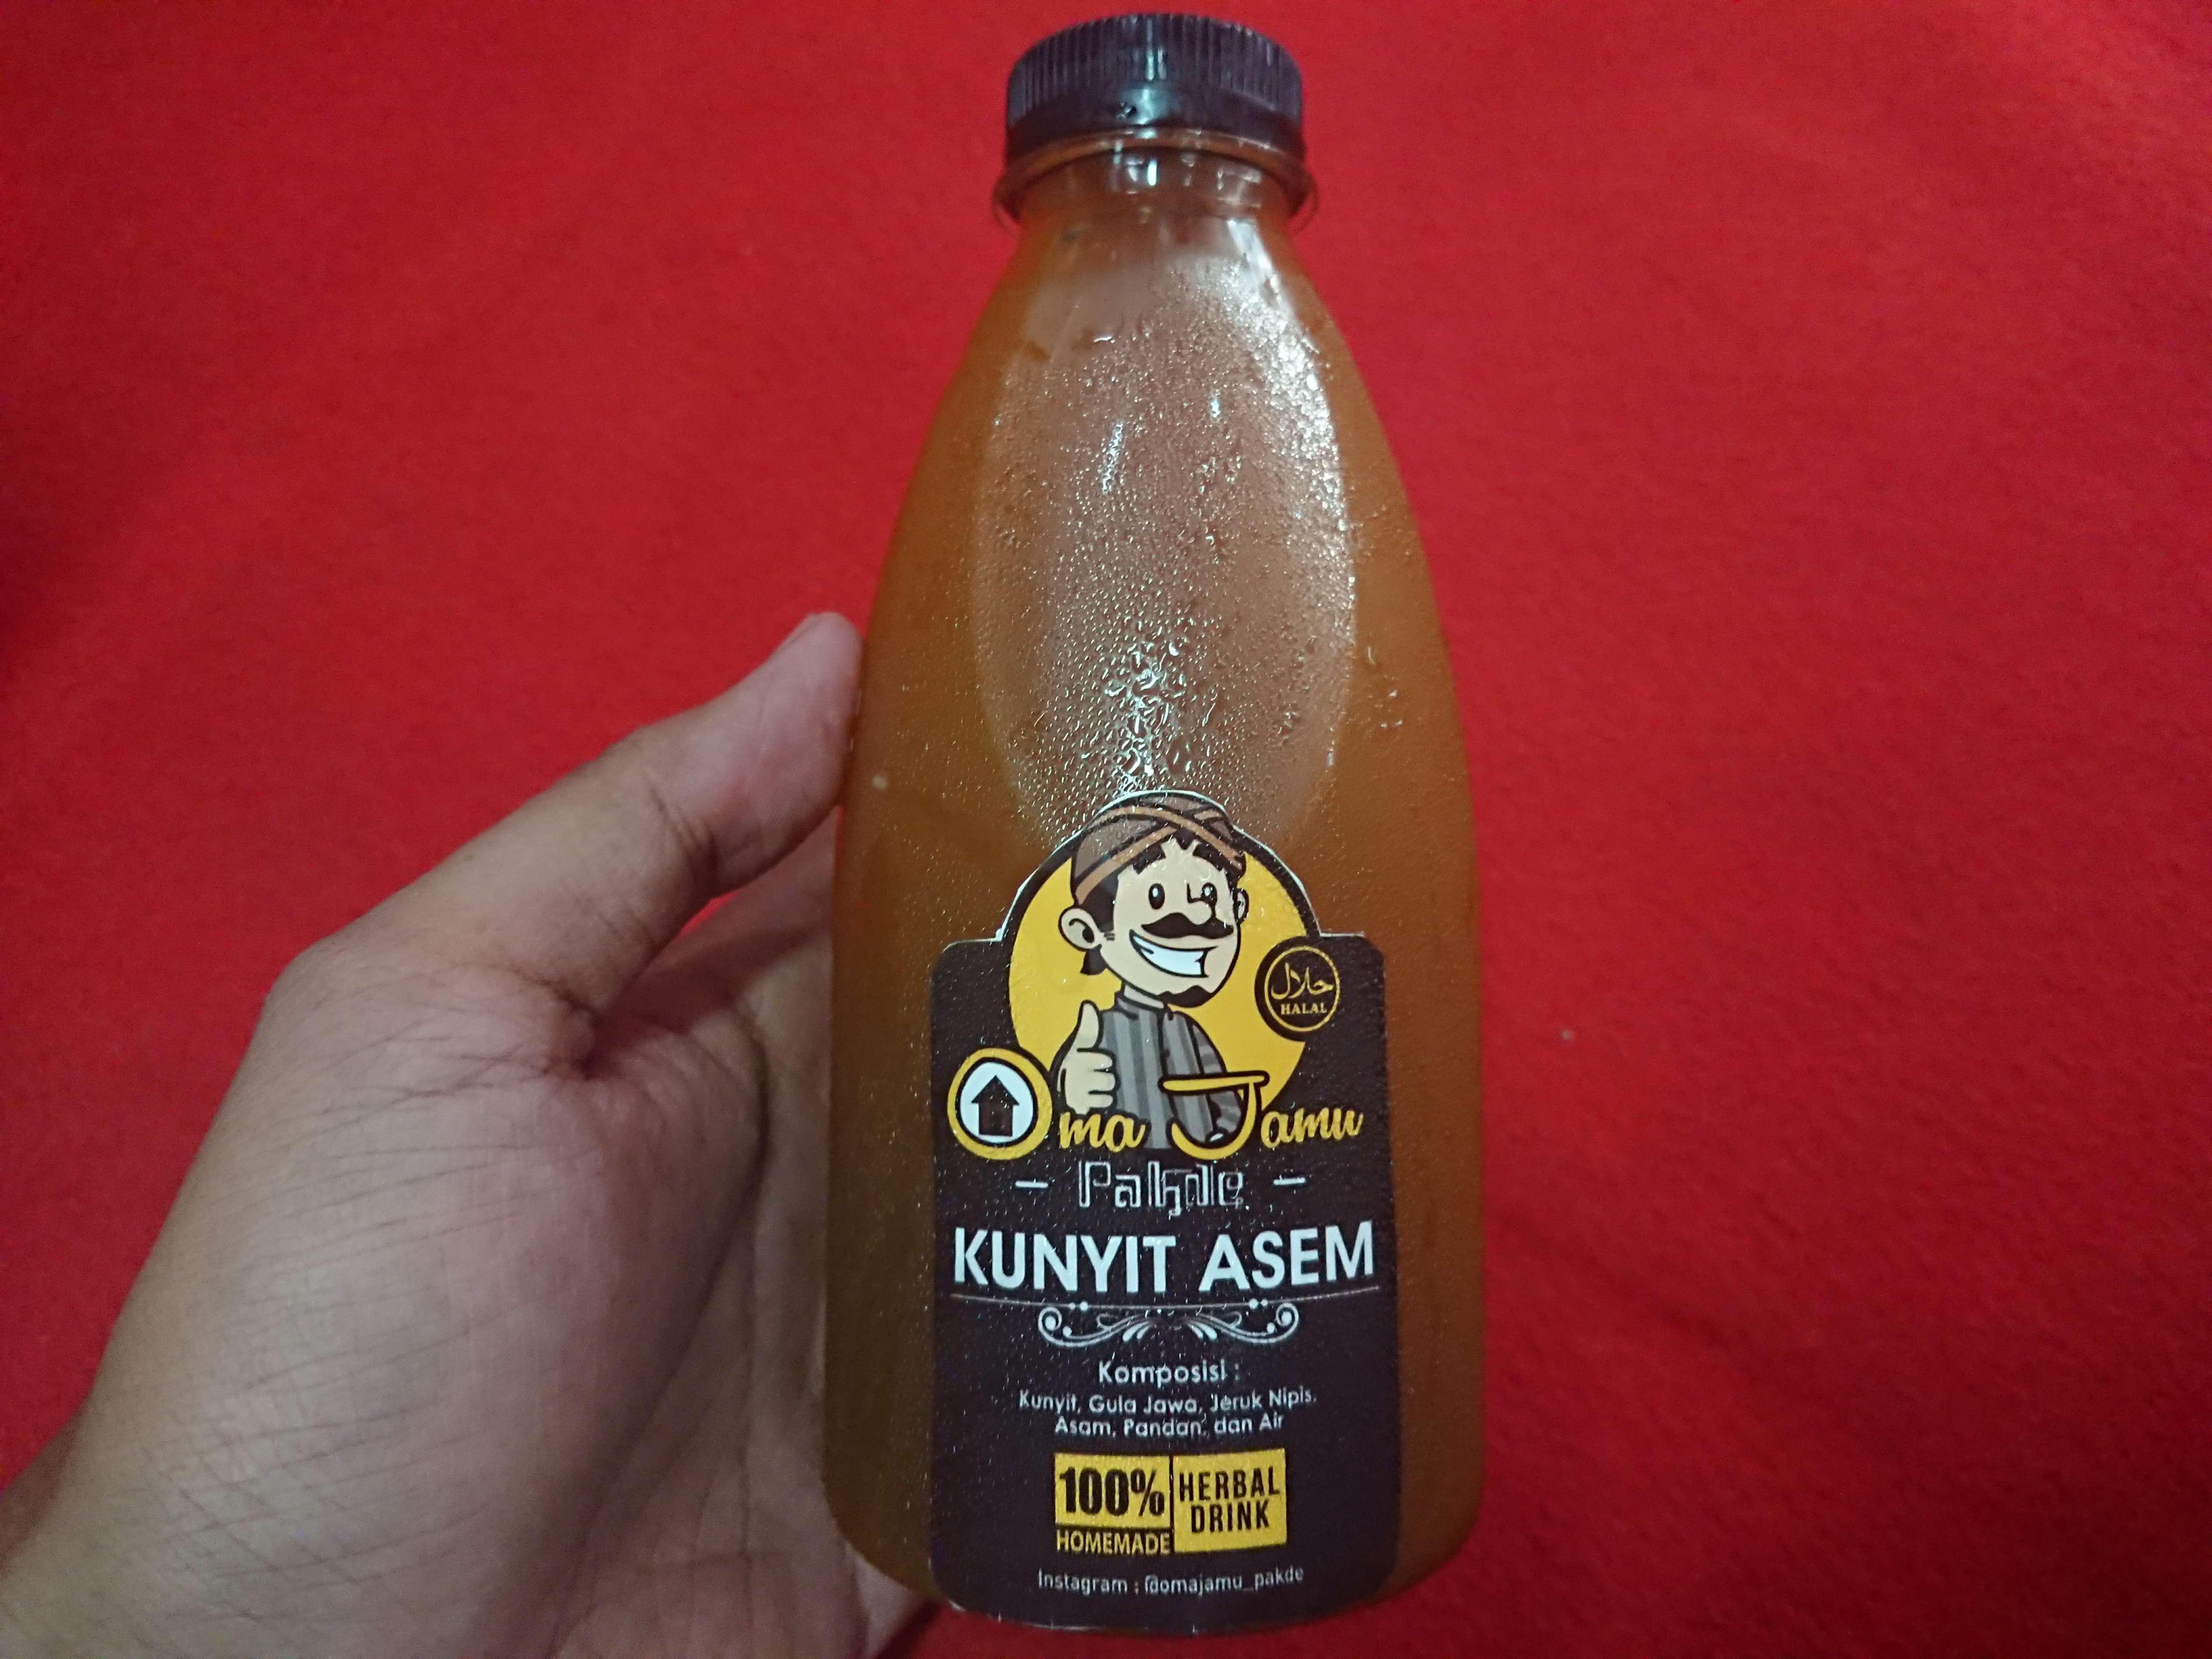 حلال
HALAL
Oma Jamu
- Pakde -
KUNYIT ASEM
Komposisi :
Kunyit, Gula Jawa, Jeruk Nipis.
Asam, Pandan, dan Air
100% HERBAL
DRINK
HOMEMADE
Instagram : @omajamu_pakde